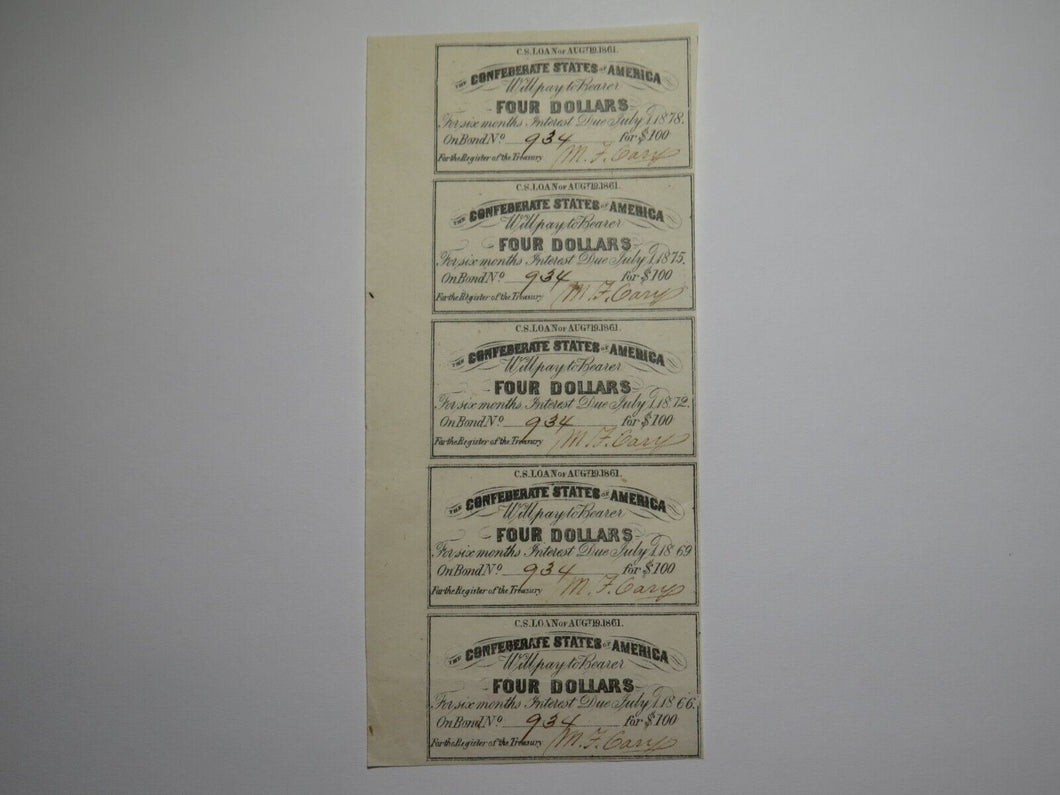 C.S. LOAN OF AUGT 19. 1861.
THE CONFEDERATE STATES OF AMERICA
Will pay to Bearer
FOUR DOLLARS
For six months Interest Due July 1, 1878.
On Bond No 934 for $100
For the Register of the Treasury M. F. Cary
C.S. LOAN OF AUGT 19. 1861.
THE CONFEDERATE STATES OF AMERICA
Will pay to Bearer
FOUR DOLLARS
For six months Interest Due July 1, 1875.
On Bond No 934 for $100
For the Register of the Treasury M. F. Cary
C.S. LOAN OF AUGT 19. 1861.
THE CONFEDERATE STATES OF AMERICA
Will pay to Bearer
FOUR DOLLARS
For six months Interest Due July 1, 1872.
On Bond No 934 for $100
For the Register of the Treasury M. F. Cary
C.S. LOAN OF AUGT 19. 1861.
THE CONFEDERATE STATES OF AMERICA
Will pay to Bearer
FOUR DOLLARS
For six months Interest Due July 1, 1869
On Bond No 934 for $100
For the Register of the Treasury M. F. Cary
C.S. LOAN OF AUGT 19. 1861.
THE CONFEDERATE STATES OF AMERICA
Will pay to Bearer
FOUR DOLLARS
For six months Interest Due July 1, 1866.
On Bond No 934 for $100
For the Register of the Treasury M. F. Cary